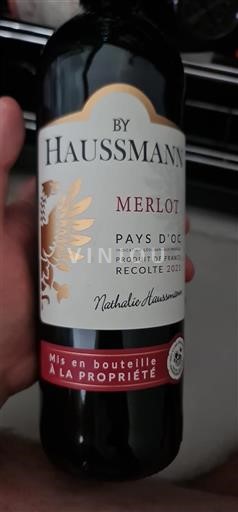 BY
HAUSSMANN
MERLOT
PAYS D'OC
PRODUIT DE FRANCE
RECOLTE 2021
Nathalie Haussmann
Mis en bouteille
À LA PROPRIÉTÉ